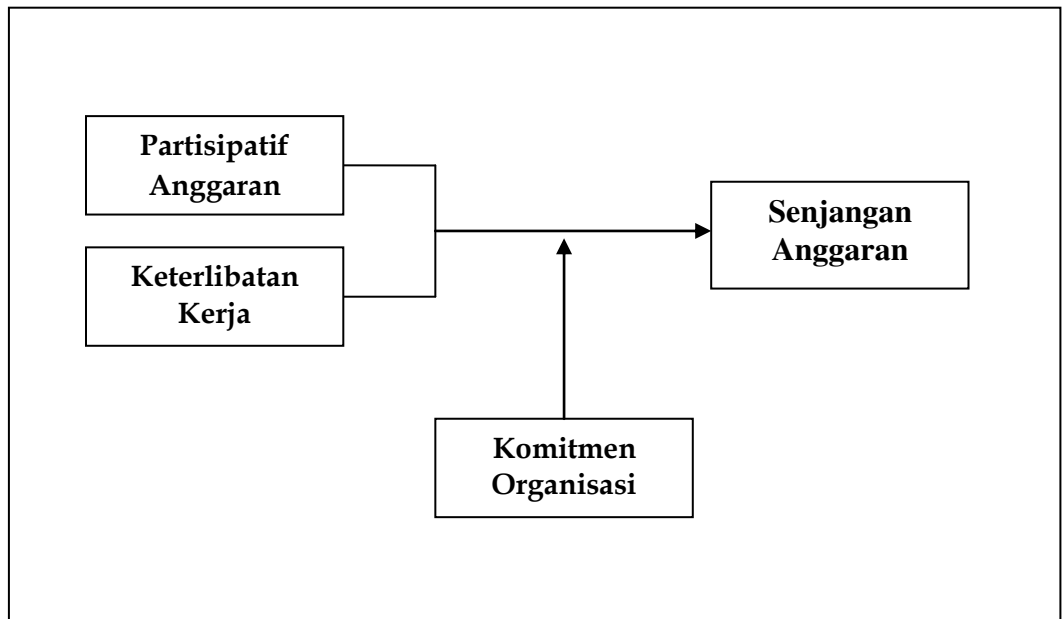 Partisipatif
Anggaran
Senjangan
Anggaran
Keterlibatan
Kerja
Komitmen
Organisasi